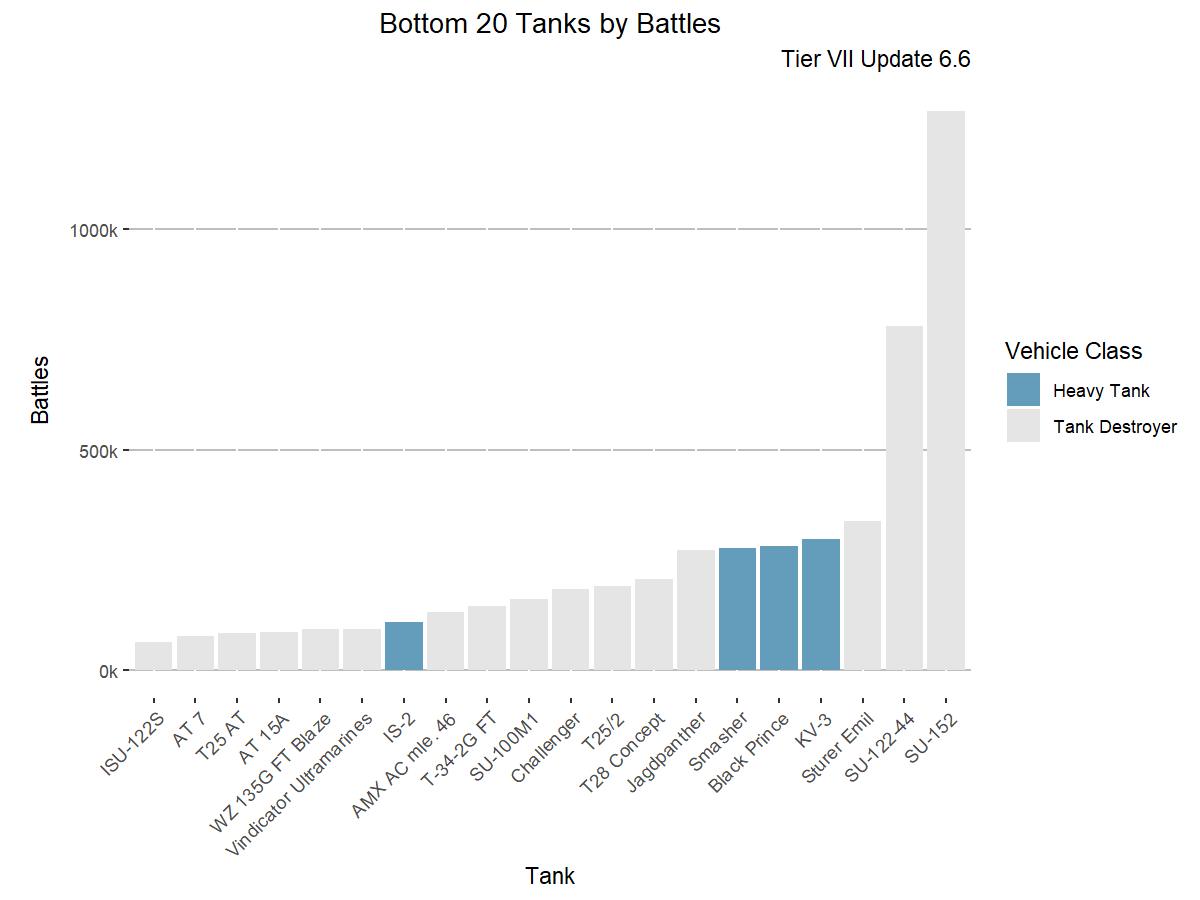 Bottom 20 Tanks by Battles
Tier VII Update 6.6
Battles
1000k
500k
0k
ISU-122S
AT 7
T25 AT
AT 15A
WZ 135G FT Blaze
Vindicator Ultramarines
IS-2
AMX AC mle. 46
T-34-2G FT
SU-100M1
Challenger
T25/2
T28 Concept
Jagdpanther
Smasher
Black Prince
KV-3
Sturer Emil
SU-122-44
SU-152
Tank
Vehicle Class
Heavy Tank
Tank Destroyer